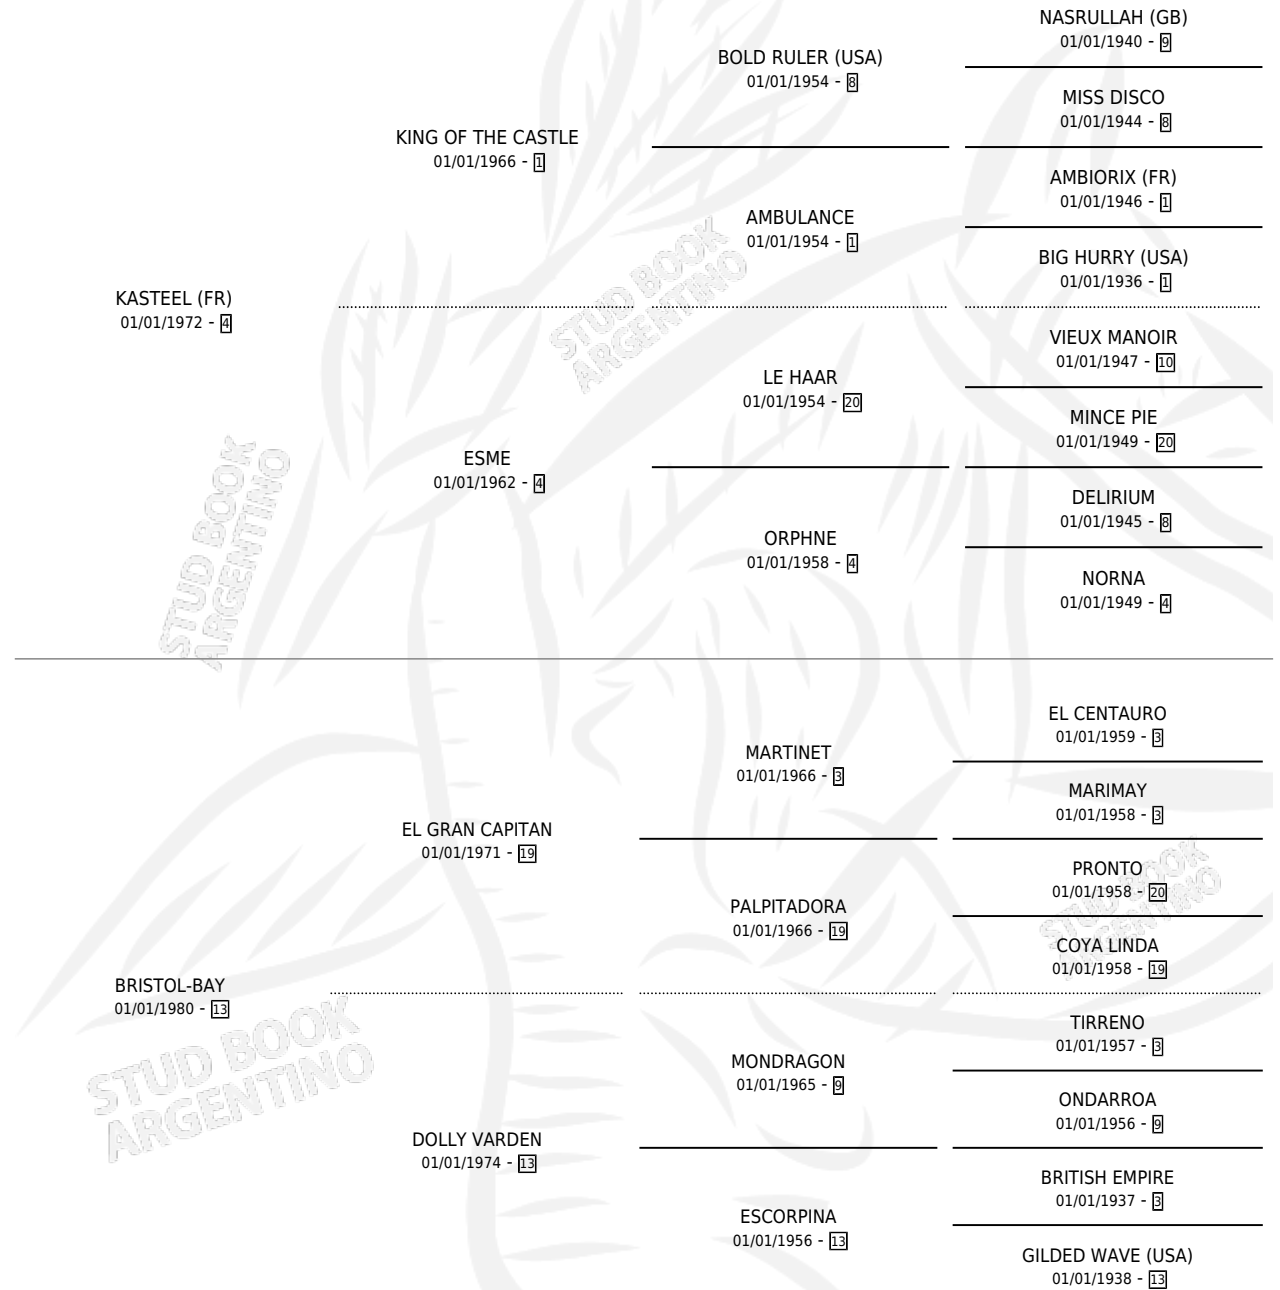 NASRULLAH (GB)
01/01/1940 - 9
BOLD RULER (USA)
01/01/1954 - 8
MISS DISCO
01/01/1944 - 8
KING OF THE CASTLE
01/01/1966 - 1
AMBIORIX (FR)
01/01/1946 - 1
AMBULANCE
01/01/1954 - 1
BIG HURRY (USA)
01/01/1936 - 1
KASTEEL (FR)
01/01/1972 - 4
VIEUX MANOIR
01/01/1947 - 10
LE HAAR
01/01/1954 - 20
MINCE PIE
01/01/1949 - 20
ESME
01/01/1962 - 4
DELIRIUM
01/01/1945 - 8
ORPHNE
01/01/1958 - 4
NORNA
01/01/1949 - 4
EL CENTAURO
01/01/1959 - 3
MARTINET
01/01/1966 - 3
MARIMAY
01/01/1958 - 3
EL GRAN CAPITAN
01/01/1971 - 19
PRONTO
01/01/1958 - 20
PALPITADORA
01/01/1966 - 19
COYA LINDA
01/01/1958 - 19
BRISTOL-BAY
01/01/1980 - 13
TIRRENO
01/01/1957 - 3
MONDRAGON
01/01/1965 - 9
ONDARROA
01/01/1956 - 9
DOLLY VARDEN
01/01/1974 - 13
BRITISH EMPIRE
01/01/1937 - 3
ESCORPINA
01/01/1956 - 13
GILDED WAVE (USA)
01/01/1938 - 13
STUD BOOK
ARGENTINO
STUD BOOK
ARGENTINO
STUD BOOK
ARGENTINO
STUD BOOK
ARGENTINO